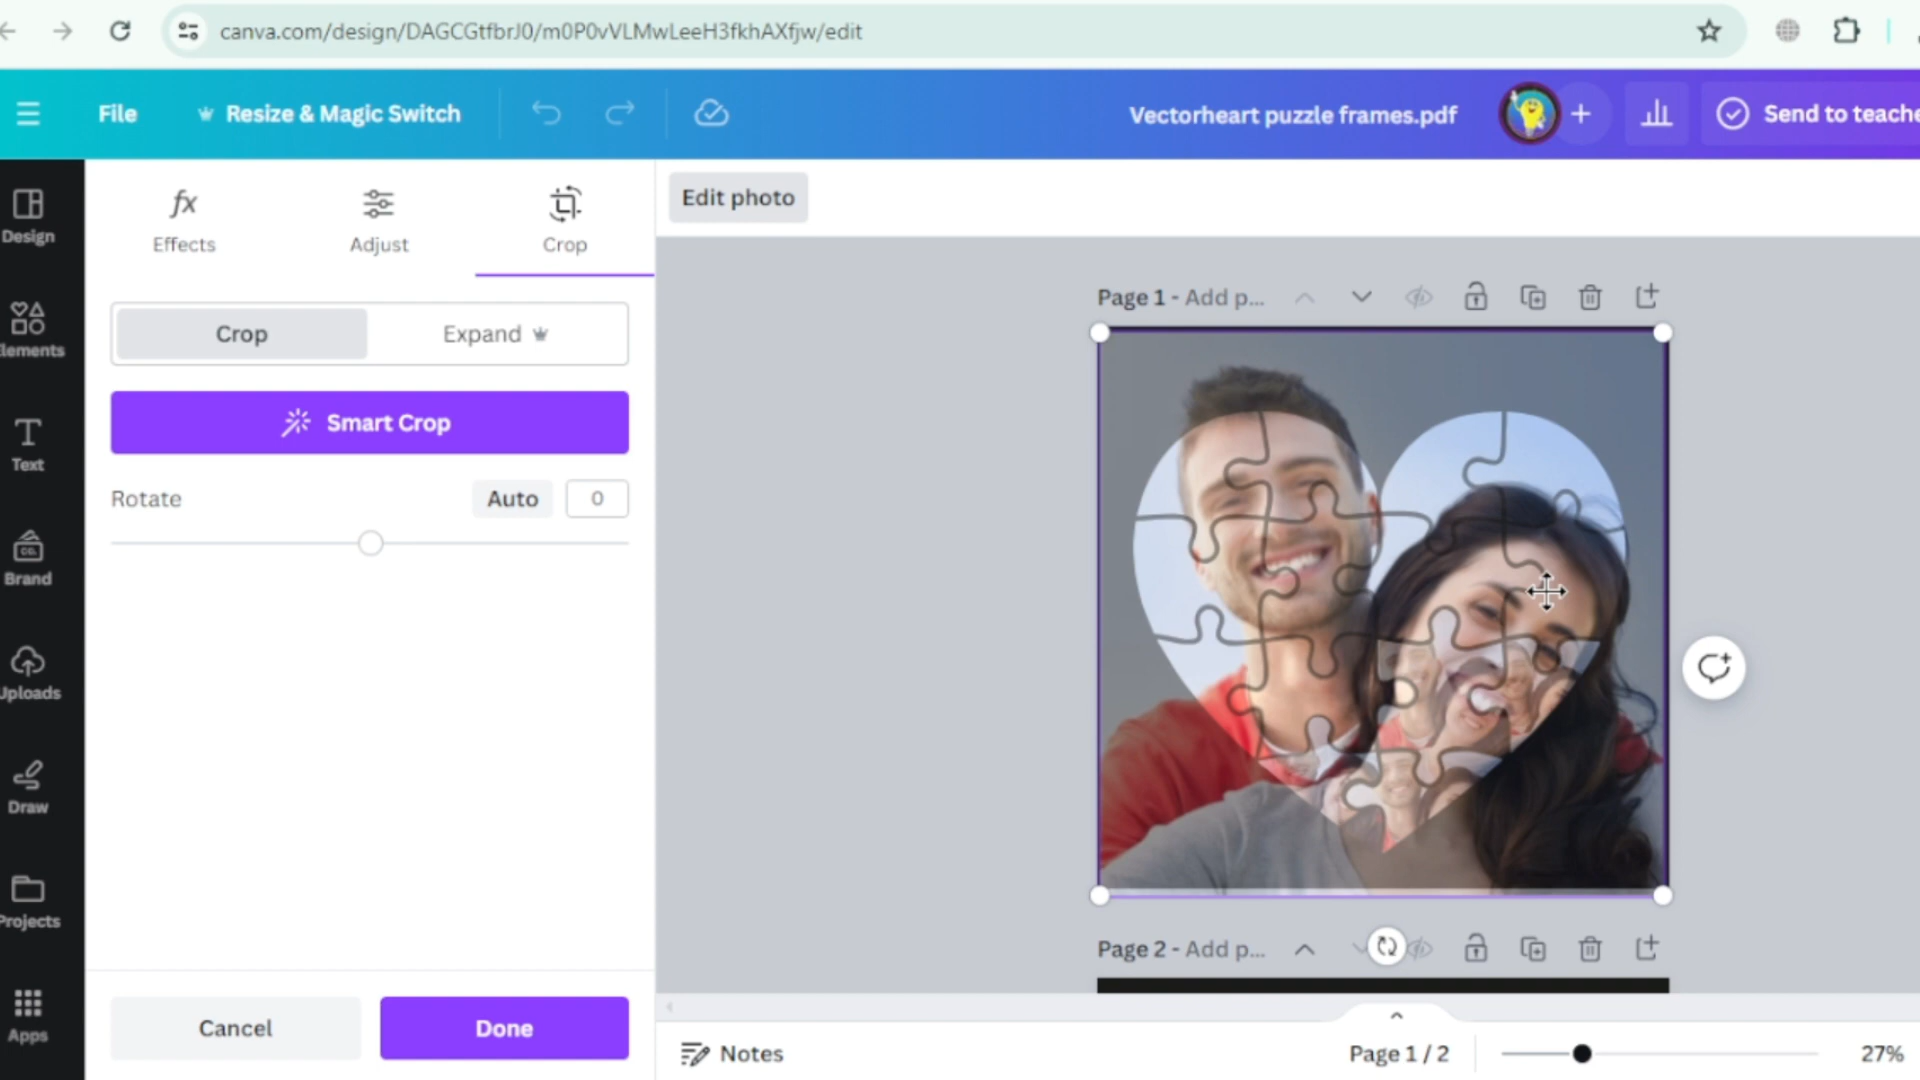 canva.com/design/DAGCGtfbrJ0/m0P0vVLMwLeeH3fkhAXfjw/edit
File
Resize & Magic Switch
Vectorheart puzzle frames.pdf
Send to teache
Design
Elements
Text
Brand
Uploads
Draw
Projects
Apps
fx
Effects
Adjust
Crop
Crop
Expand
Smart Crop
Rotate
Auto
0
Cancel
Done
Edit photo
Page 1 - Add p...
Page 2 - Add p...
Notes
Page 1 / 2
27%
CO.